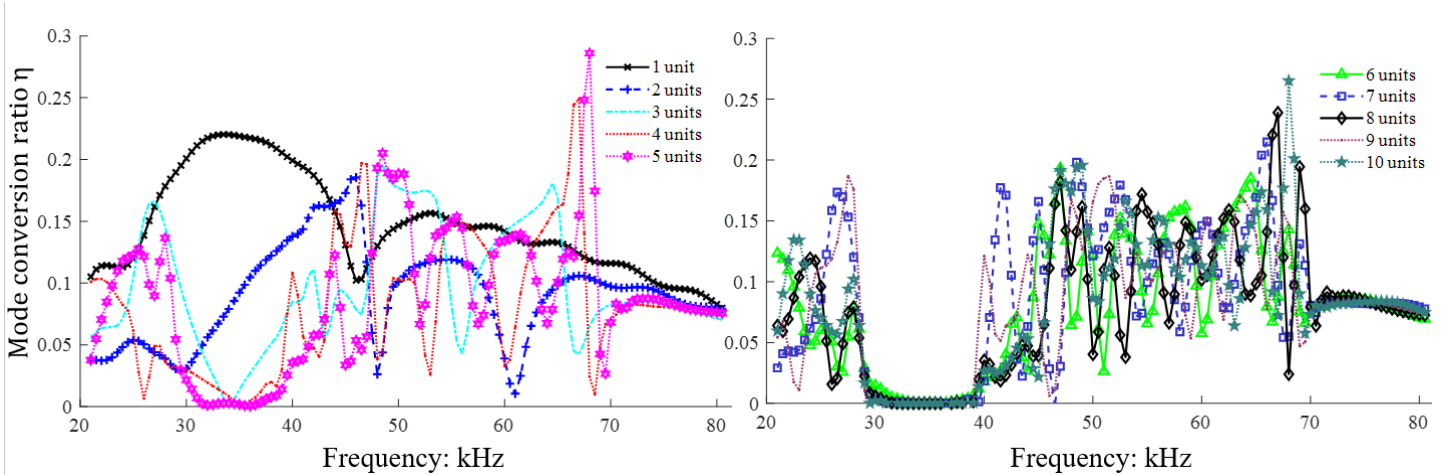 Mode conversion ratio η
0.3
0.25
0.2
0.15
0.1
0.05
0
20 30 40 50 60 70 80
Frequency: kHz
1 unit
2 units
3 units
4 units
5 units
0.3
0.25
0.2
0.15
0.1
0.05
0
20 30 40 50 60 70 80
Frequency: kHz
6 units
7 units
8 units
9 units
10 units